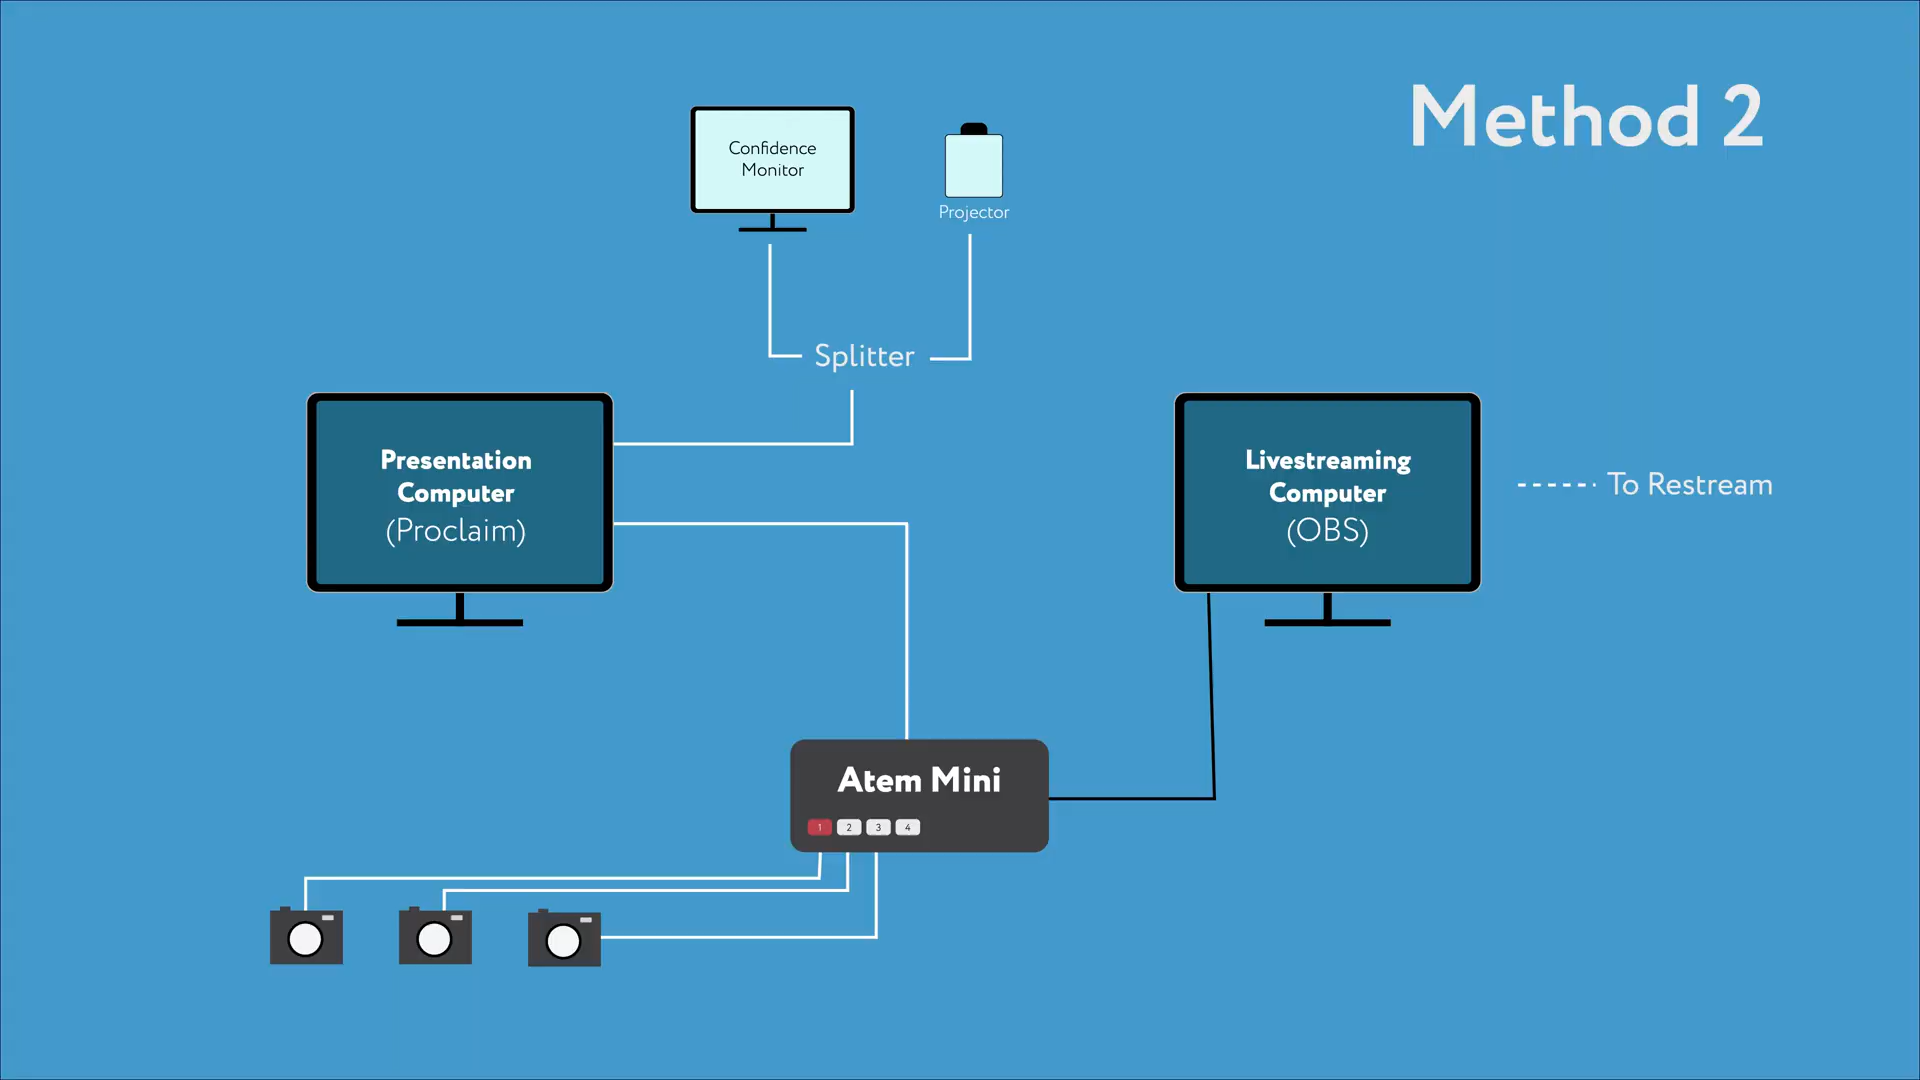 Method 2
Confidence
Monitor
Projector
Splitter
Presentation
Computer
(Proclaim)
Livestreaming
Computer
(OBS)
To Restream
Atem Mini
1 2 3 4